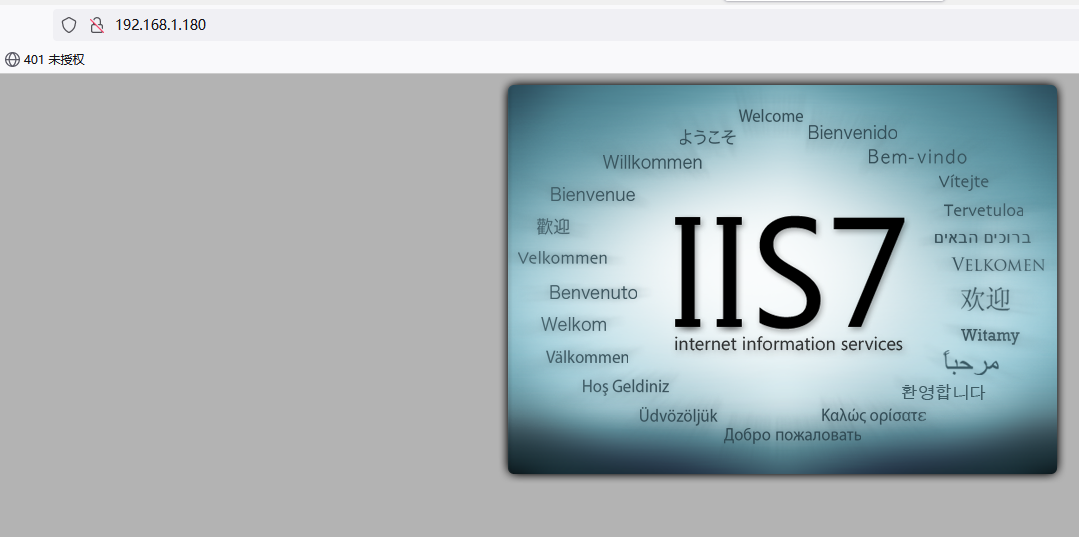 192.168.1.180
401 未授权
Welcome
ようこそ
Bienvenido
Willkommen
Bem-vindo
Vítejte
Bienvenue
Tervetuloa
歡迎
ברוכים הבאים
Velkommen
VELKOMEN
Benvenuto
欢迎
IIS7
Welkom
Witamy
internet information services
Välkommen
مرحباً
Hoş Geldiniz
환영합니다
Üdvözöljük
Καλώς ορίσατε
Добро пожаловать